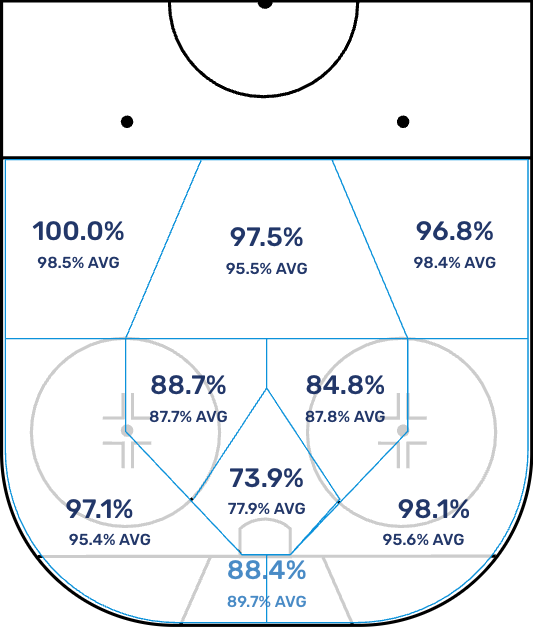 100.0%
98.5% AVG
97.5%
95.5% AVG
96.8%
98.4% AVG
88.7%
87.7% AVG
84.8%
87.8% AVG
73.9%
77.9% AVG
97.1%
95.4% AVG
98.1%
95.6% AVG
88.4%
89.7% AVG